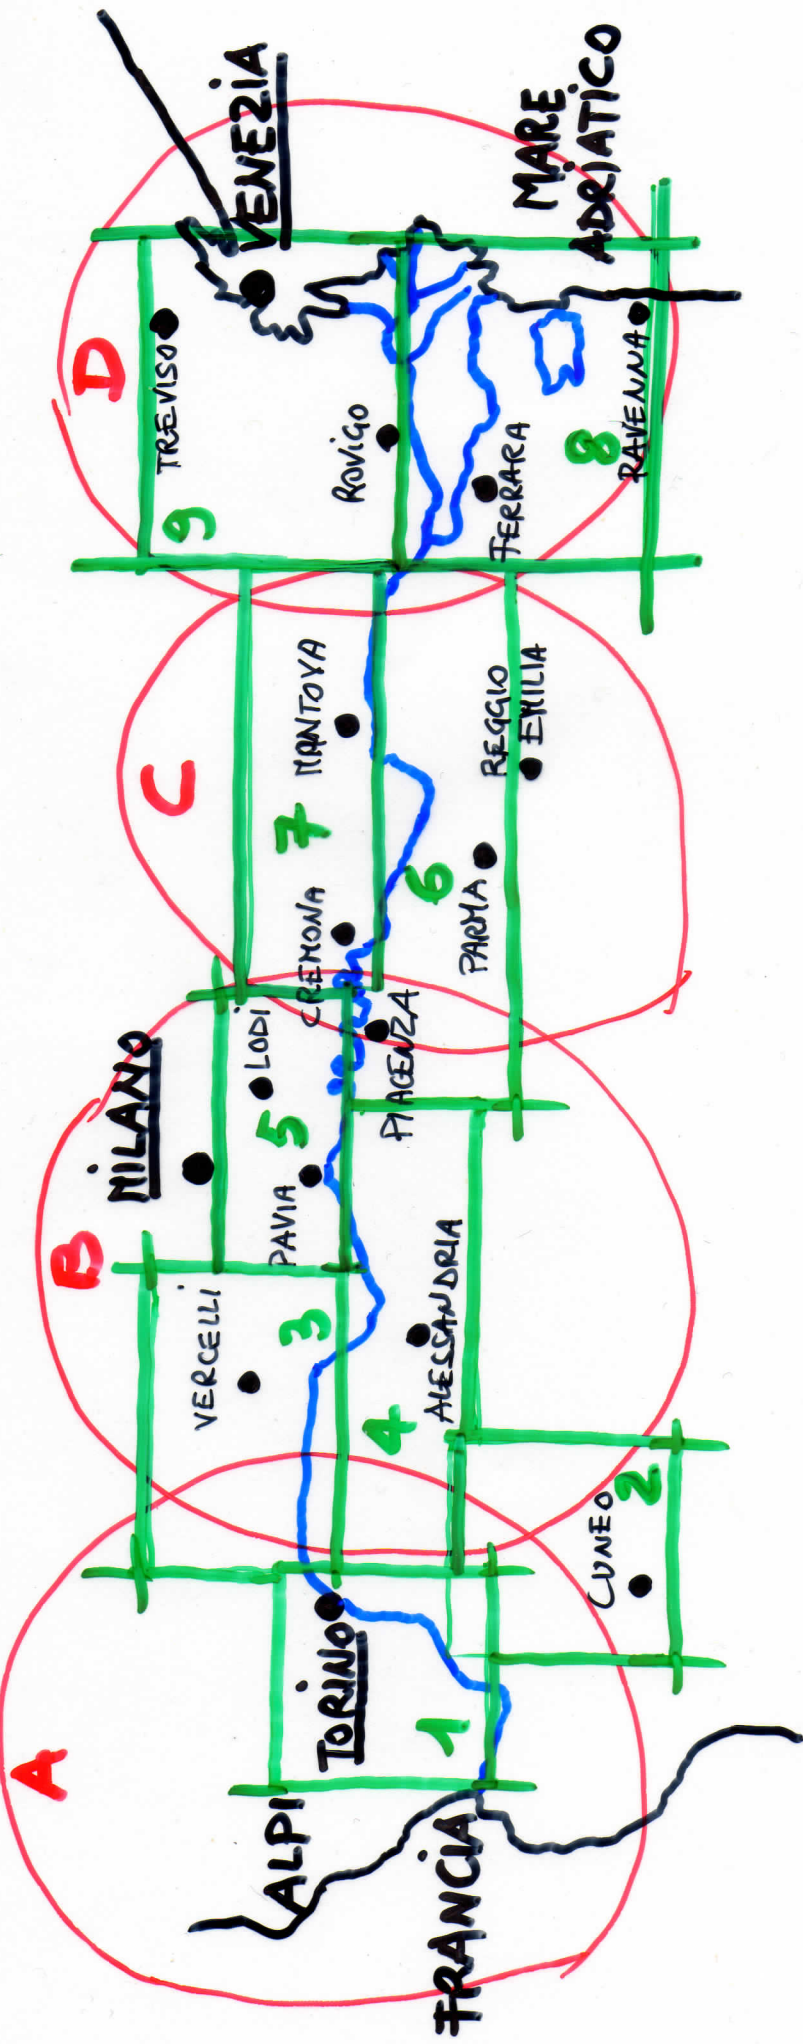 A
ALPI
FRANCIA
TORINO
1
CUNEO
2
B
VERCELLI
3
4
ALESSANDRIA
MILANO
PAVIA
5
LODI
PIACENZA
C
CREMONA
7
MANTOVA
6
PARMA
REGGIO
EMILIA
D
9
TREVISO
ROVIGO
FERRARA
8
RAVENNA
VENEZIA
MARE
ADRIATICO